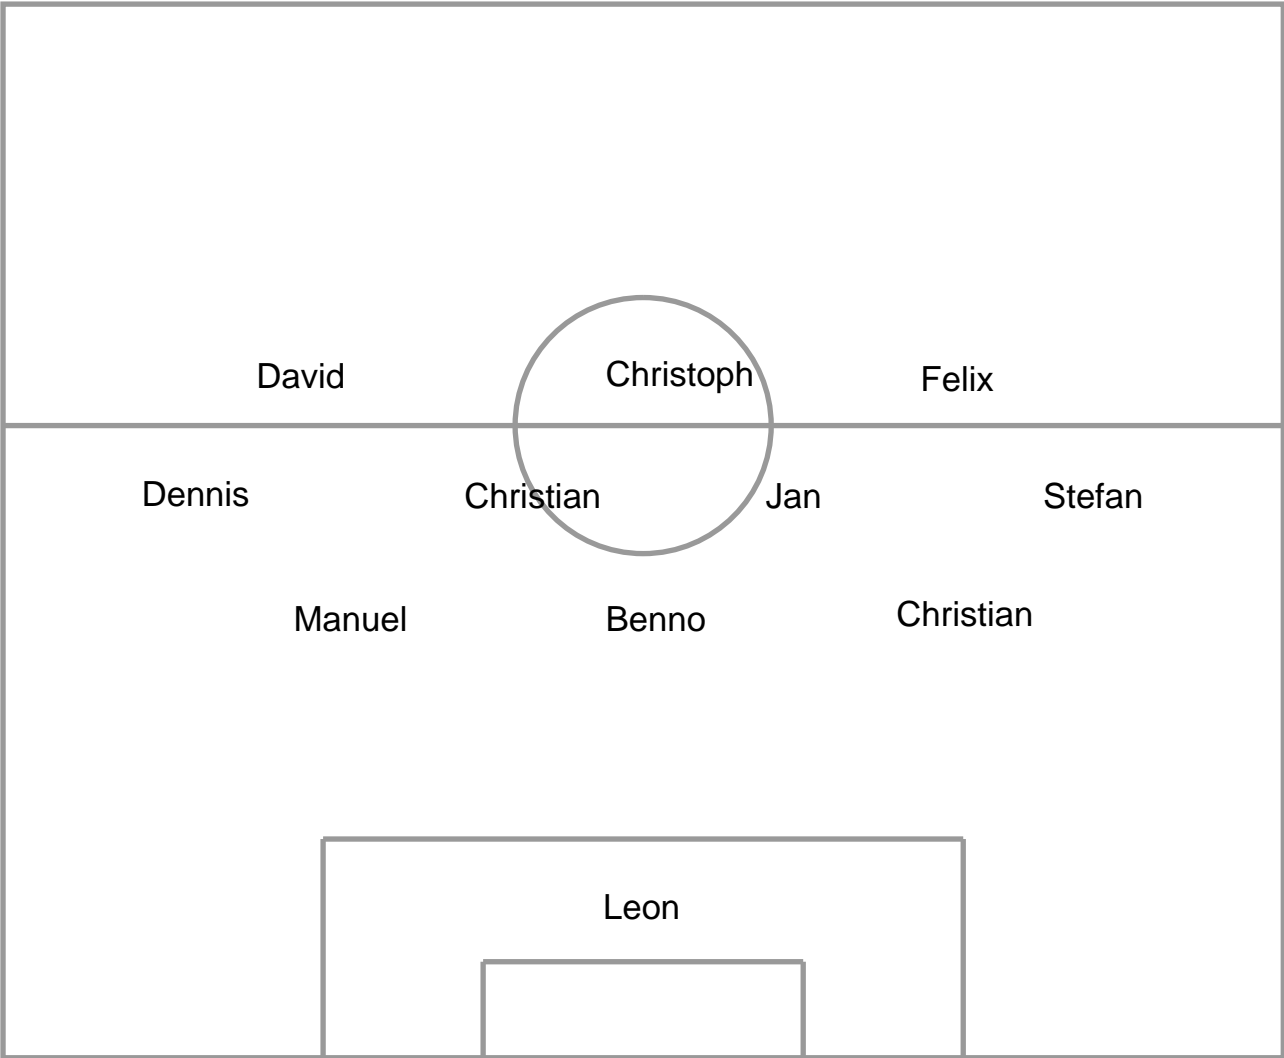 David Christoph Felix
Dennis Christian Jan Stefan
Manuel Benno Christian
Leon